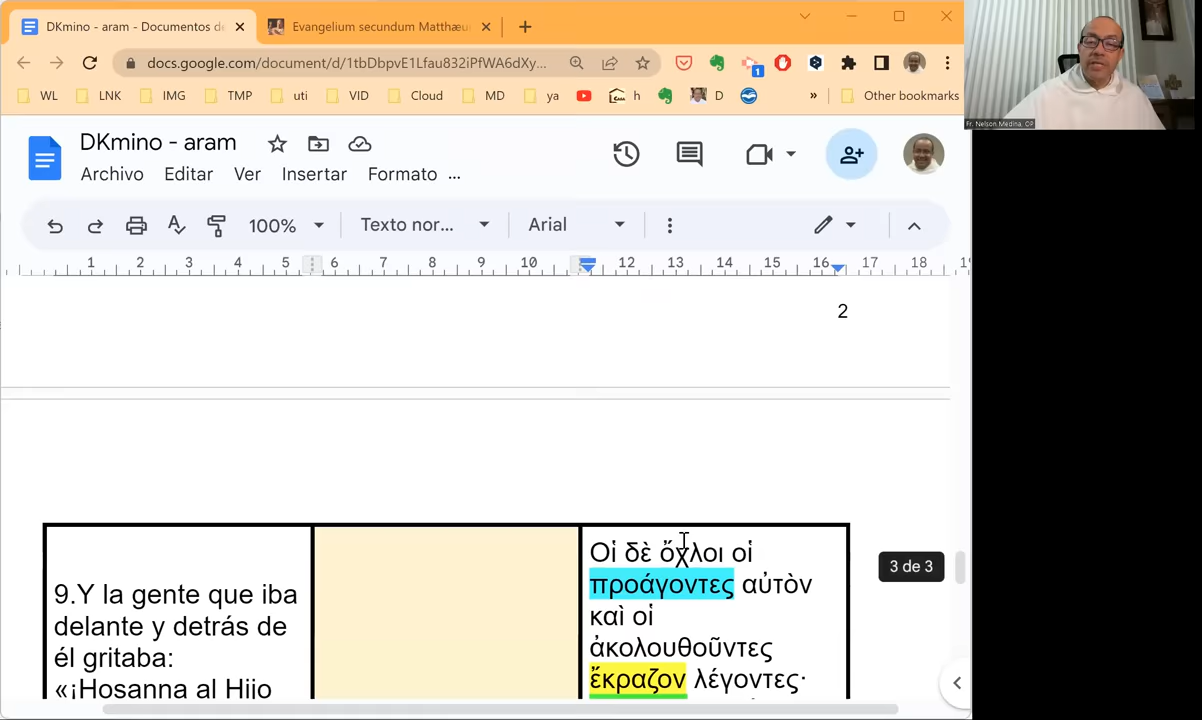 DKmino - aram - Documentos de
Evangelium secundum Matthæu
docs.google.com/document/d/1tbDbpvE1Lfau832iPfWA6dXy...
WL
LNK
IMG
TMP
uti
VID
Cloud
MD
ya
h
D
»
Other bookmarks
Fr. Nelson Medina, OP
DKmino - aram
Archivo Editar Ver Insertar Formato ...
100% Texto nor... Arial
1 2 3 4 5 6 7 8 9 10 12 13 14 15 16 17 18 19
2
3 de 3
9.Y la gente que iba
delante y detrás de
él gritaba:
«¡Hosanna al Hijo
Οἱ δὲ ὄχλοι οἱ
προάγοντες αὐτὸν
καὶ οἱ
ἀκολουθοῦντες
ἔκραζον λέγοντες·